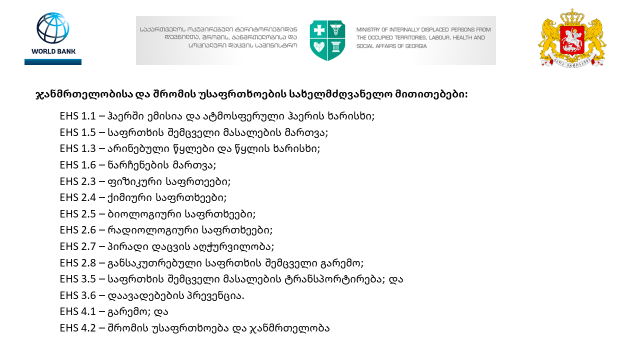 WORLD BANK
საქართველოს ოკუპირებული ტერიტორიებიდან
დევნილთა, შრომის, ჯანმრთელობისა და
სოციალური დაცვის სამინისტრო
MINISTRY OF INTERNALLY DISPLACED PERSONS FROM
THE OCCUPIED TERRITORIES, LABOUR, HEALTH AND
SOCIAL AFFAIRS OF GEORGIA
ჯანმრთელობისა და შრომის უსაფრთხოების სახელმძღვანელო მითითებები:
EHS 1.1 – ჰაერში ემისია და ატმოსფერული ჰაერის ხარისხი;
EHS 1.5 – საფრთხის შემცველი მასალების მართვა;
EHS 1.3 – არინებული წყლები და წყლის ხარისხი;
EHS 1.6 – ნარჩენების მართვა;
EHS 2.3 – ფიზიკური საფრთეები;
EHS 2.4 – ქიმიური საფრთხეები;
EHS 2.5 – ბიოლოგიური საფრთხეები;
EHS 2.6 – რადიოლოგიური საფრთხეები;
EHS 2.7 – პირადი დაცვის აღჭურვილობა;
EHS 2.8 – განსაკუთრებული საფრთხის შემცველი გარემო;
EHS 3.5 – საფრთხის შემცველი მასალების ტრანსპორტირება; და
EHS 3.6 – დაავადებების პრევენცია.
EHS 4.1 – გარემო; და
EHS 4.2 – შრომის უსაფრთხოება და ჯანმრთელობა